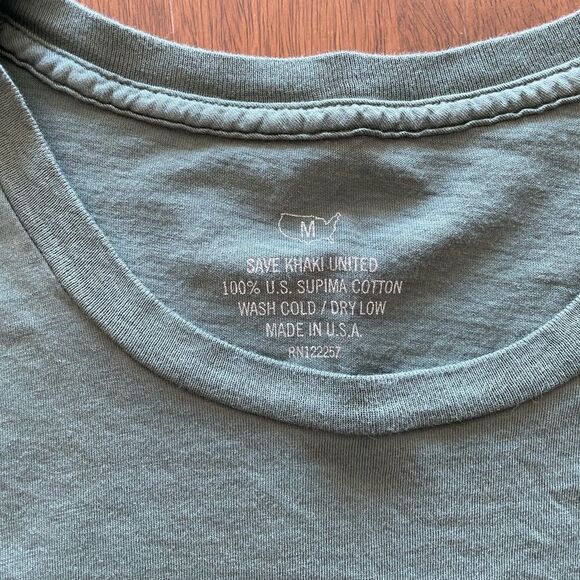 M
SAVE KHAKI UNITED
100% U.S. SUPIMA COTTON
WASH COLD / DRY LOW
MADE IN U.S.A.
RN122257